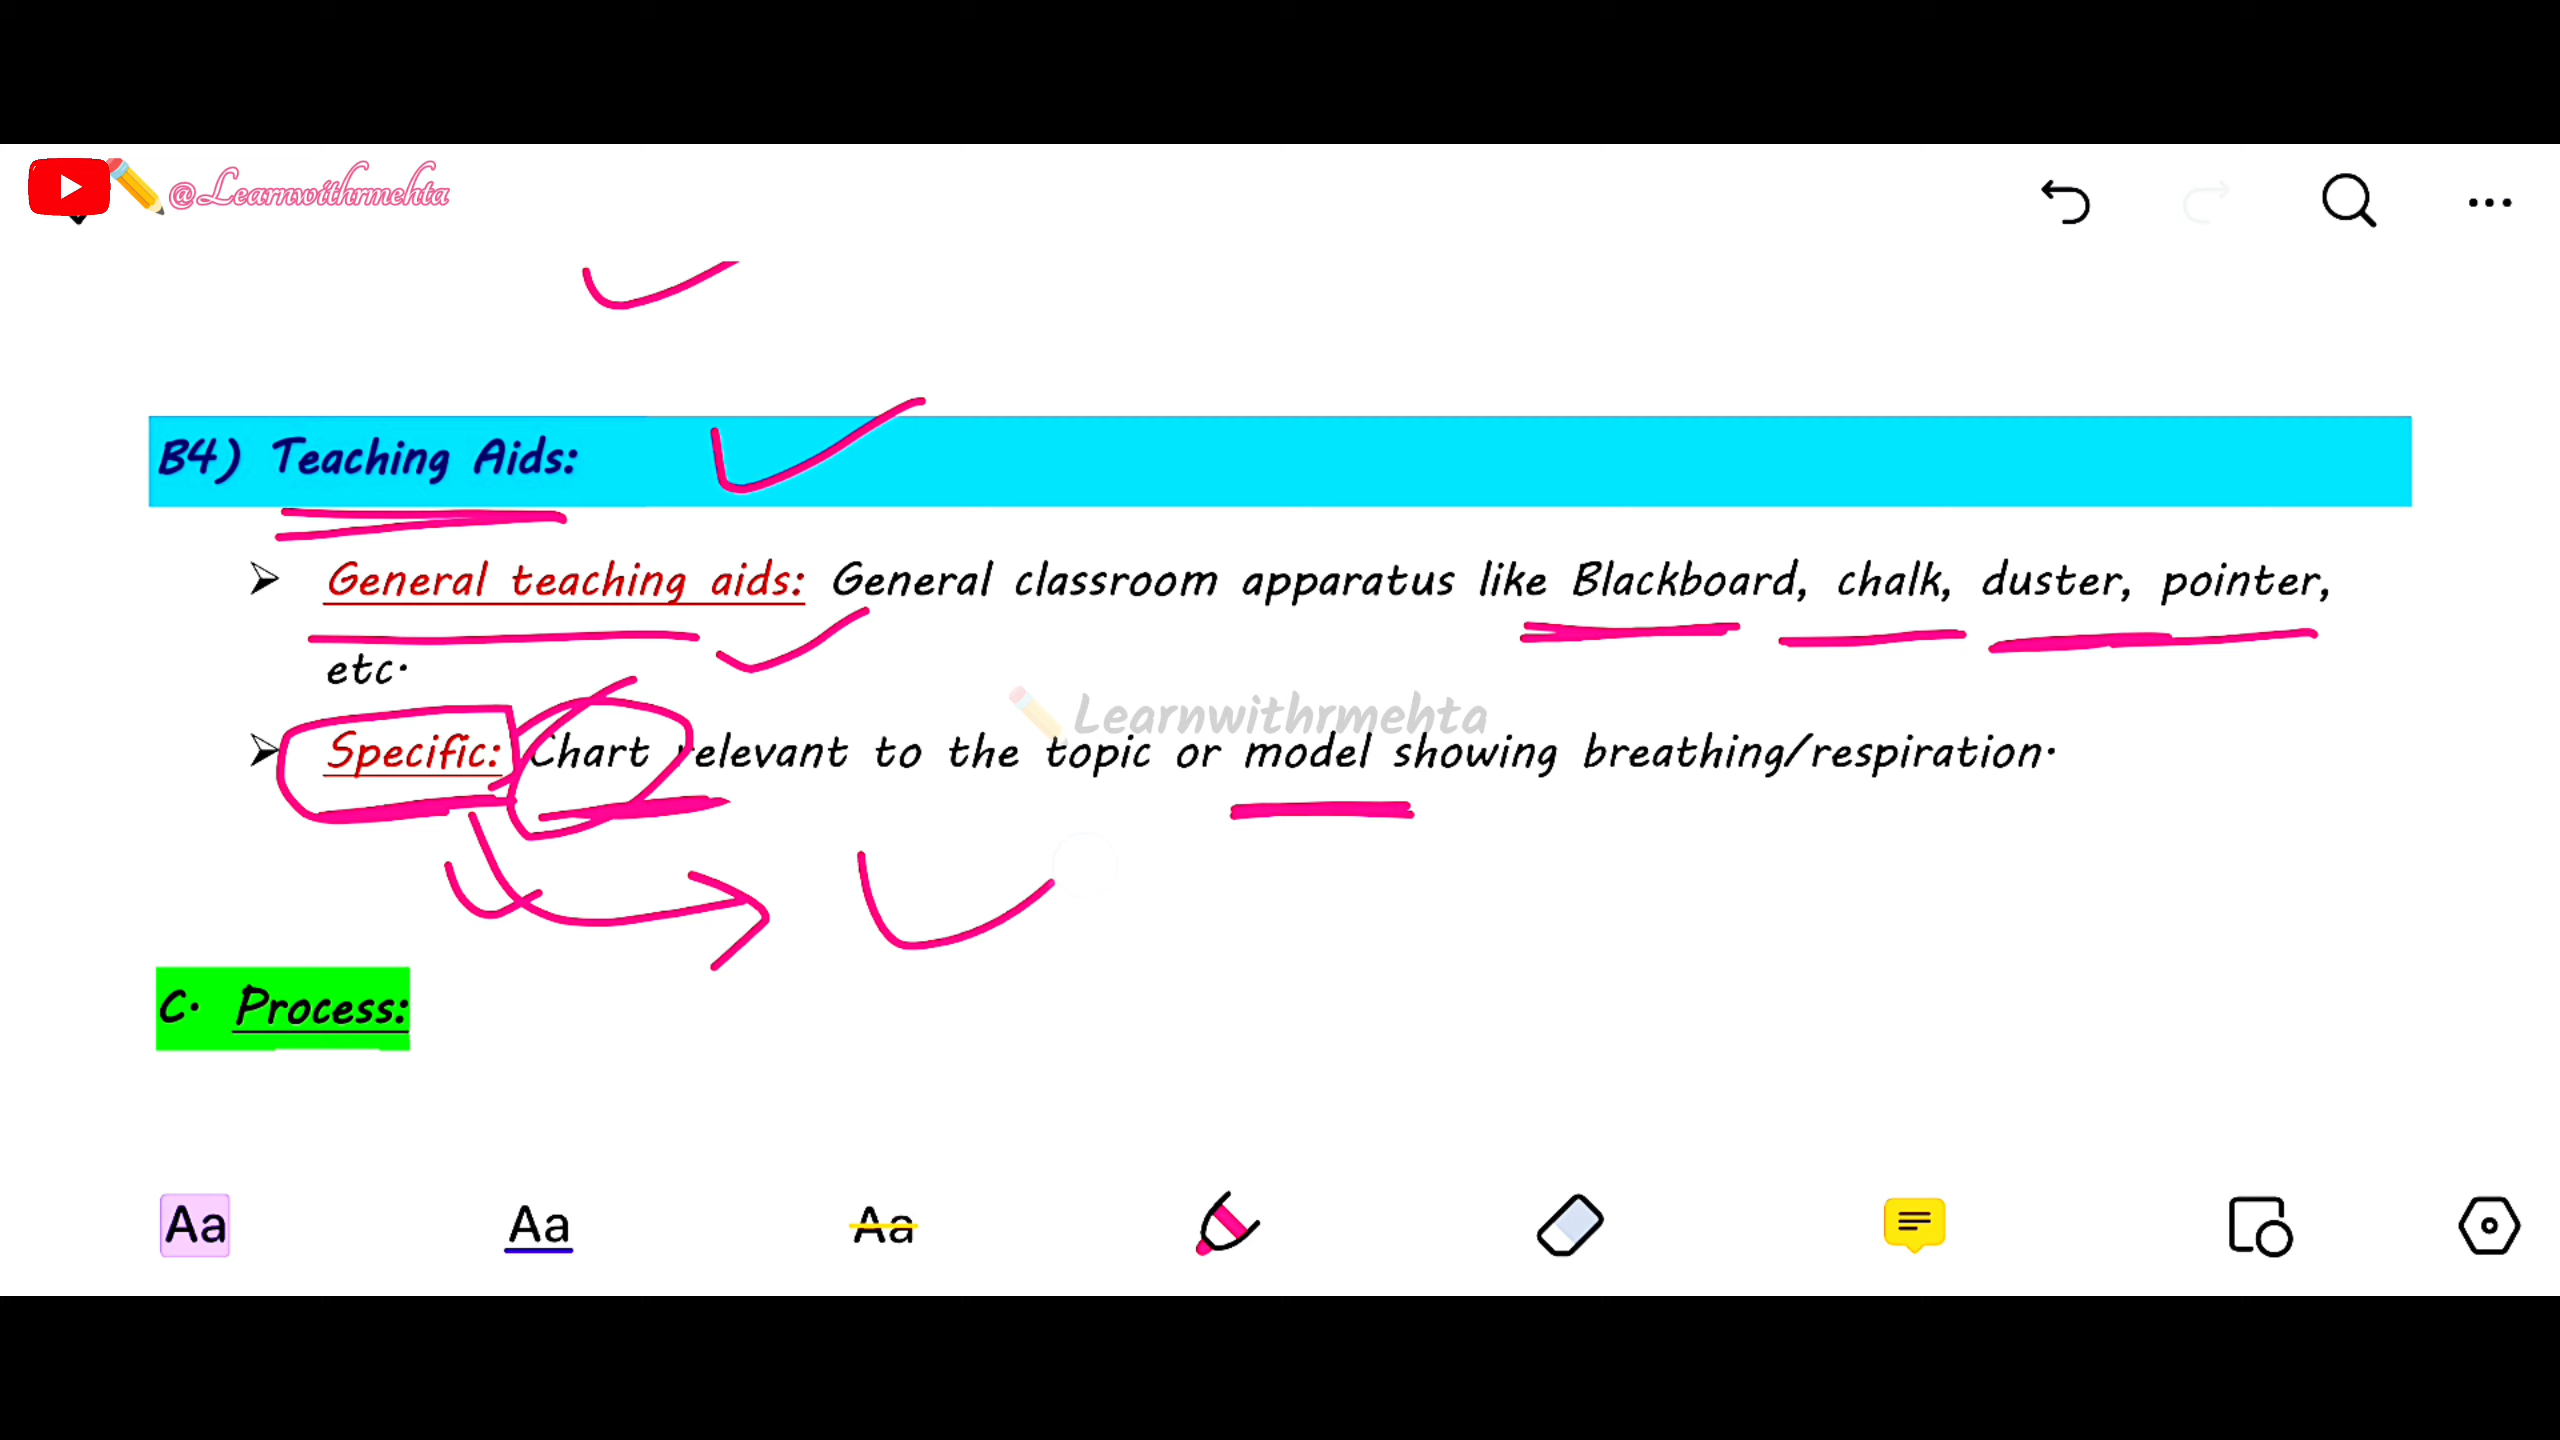 @Learnwithrmehta
B4) Teaching Aids:
➢ General teaching aids: General classroom apparatus like Blackboard, chalk, duster, pointer,
etc.
Learnwithrmehta
➢ Specific: Chart relevant to the topic or model showing breathing/respiration.
C. Process:
Aa Aa Aa